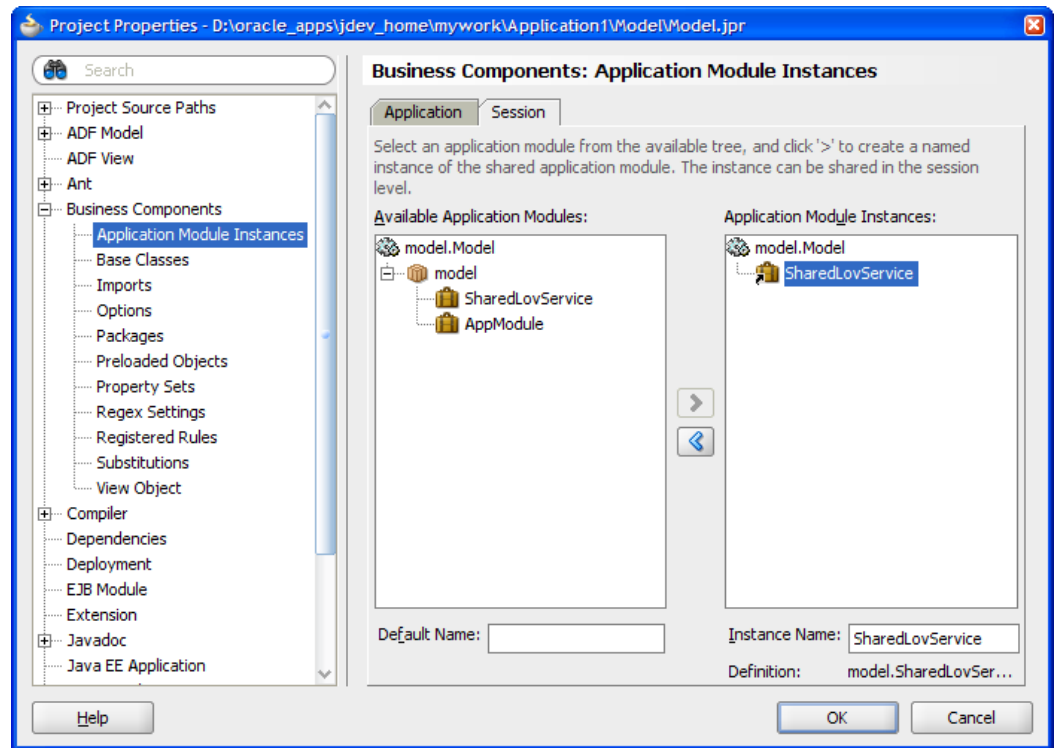 Project Properties - D:\oracle_apps\jdev_home\mywork\Application1\Model\Model.jpr
Search
Project Source Paths
ADF Model
ADF View
Ant
Business Components
Application Module Instances
Base Classes
Imports
Options
Packages
Preloaded Objects
Property Sets
Regex Settings
Registered Rules
Substitutions
View Object
Compiler
Dependencies
Deployment
EJB Module
Extension
Javadoc
Java EE Application
Business Components: Application Module Instances
Application Session
Select an application module from the available tree, and click '>' to create a named
instance of the shared application module. The instance can be shared in the session
level.
Available Application Modules:
model.Model
model
SharedLovService
AppModule
Default Name:
Application Module Instances:
model.Model
SharedLovService
Instance Name: SharedLovService
Definition: model.SharedLovSer...
Help
OK
Cancel